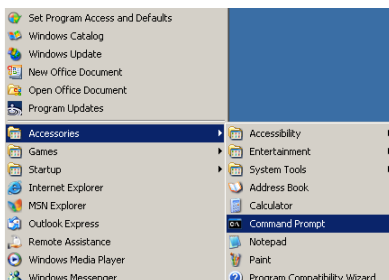 Set Program Access and Defaults
Windows Catalog
Windows Update
New Office Document
Open Office Document
Program Updates
Accessories
Games
Startup
Internet Explorer
MSN Explorer
Outlook Express
Remote Assistance
Windows Media Player
Windows Messenger
Accessibility
Entertainment
System Tools
Address Book
Calculator
Command Prompt
Notepad
Paint
Program Compatibility Wizard